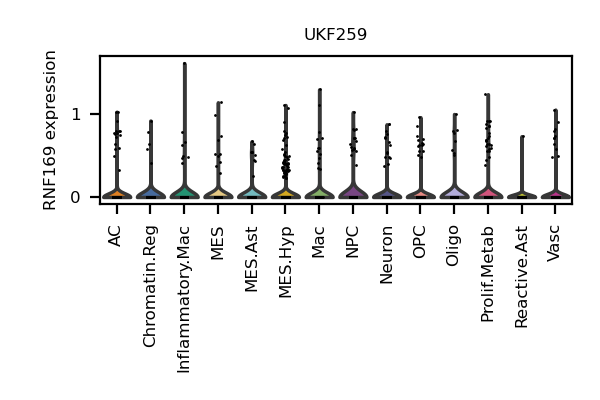 UKF259
RNF169 expression
1
0
AC
Chromatin.Reg
Inflammatory.Mac
MES
MES.Ast
MES.Hyp
Mac
NPC
Neuron
OPC
Oligo
Prolif.Metab
Reactive.Ast
Vasc